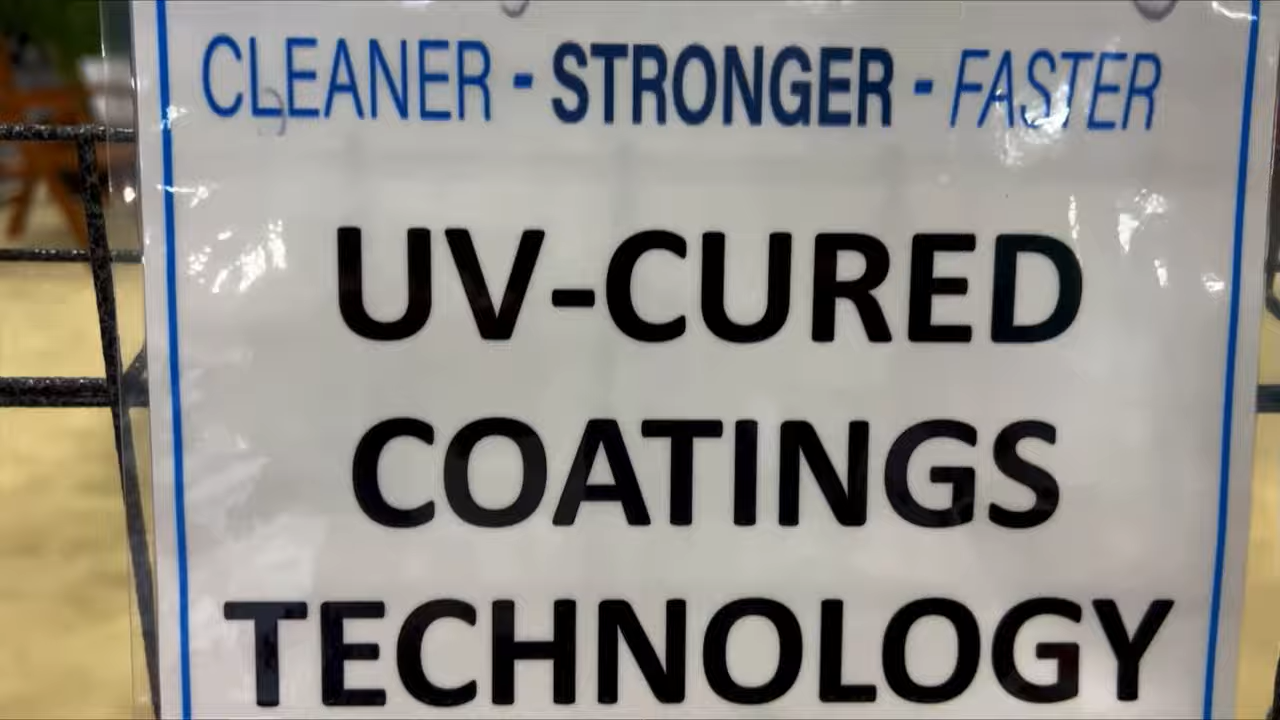 CLEANER - STRONGER - FASTER
UV-CURED
COATINGS
TECHNOLOGY